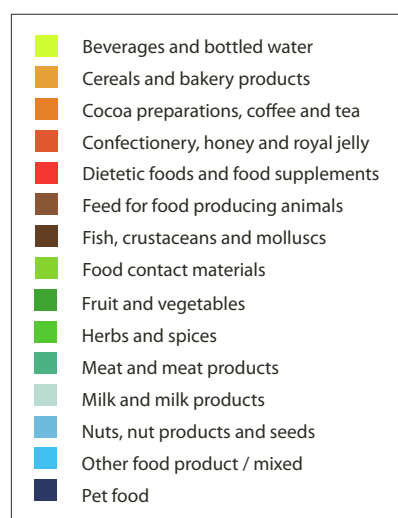 Beverages and bottled water
Cereals and bakery products
Cocoa preparations, coffee and tea
Confectionery, honey and royal jelly
Dietetic foods and food supplements
Feed for food producing animals
Fish, crustaceans and molluscs
Food contact materials
Fruit and vegetables
Herbs and spices
Meat and meat products
Milk and milk products
Nuts, nut products and seeds
Other food product / mixed
Pet food